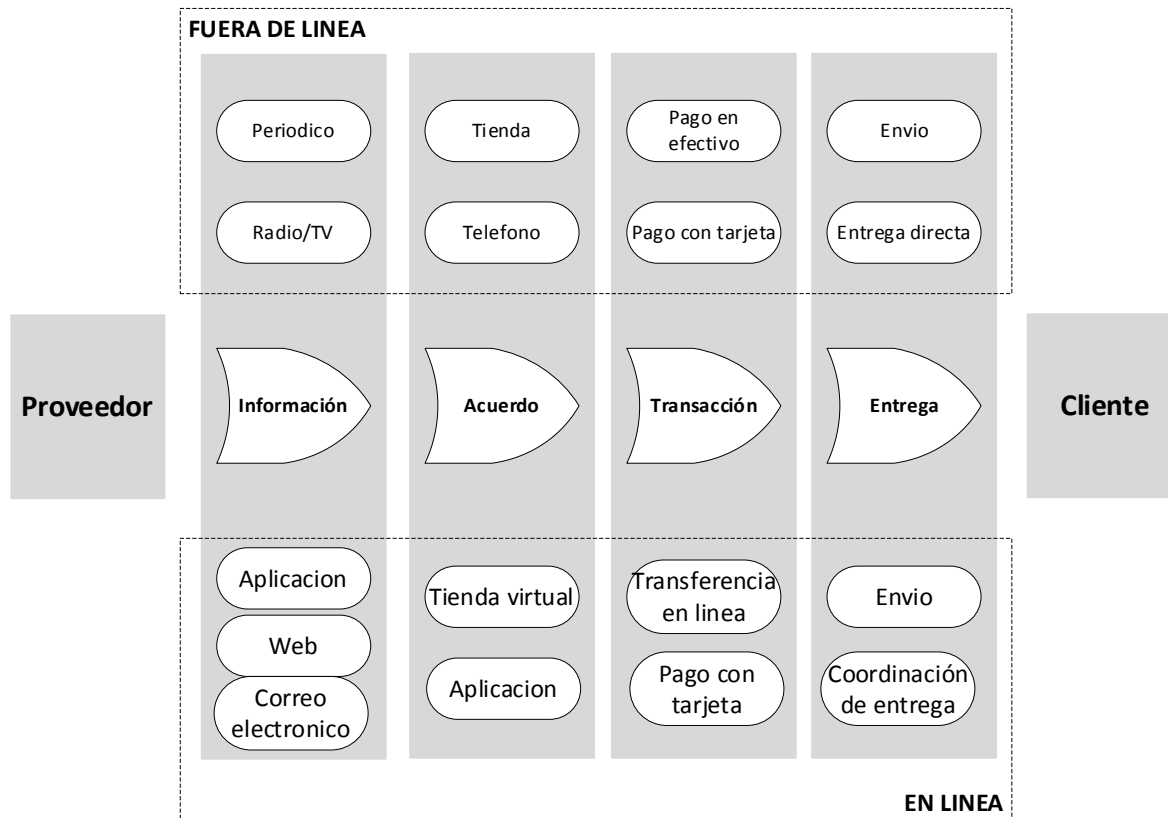 FUERA DE LINEA
Periodico
Tienda
Pago en
efectivo
Envio
Radio/TV
Telefono
Pago con tarjeta
Entrega directa
Proveedor
Información
Acuerdo
Transacción
Entrega
Cliente
Aplicacion
Web
Correo
electronico
Tienda virtual
Aplicacion
Transferencia
en linea
Pago con
tarjeta
Envio
Coordinación
de entrega
EN LINEA